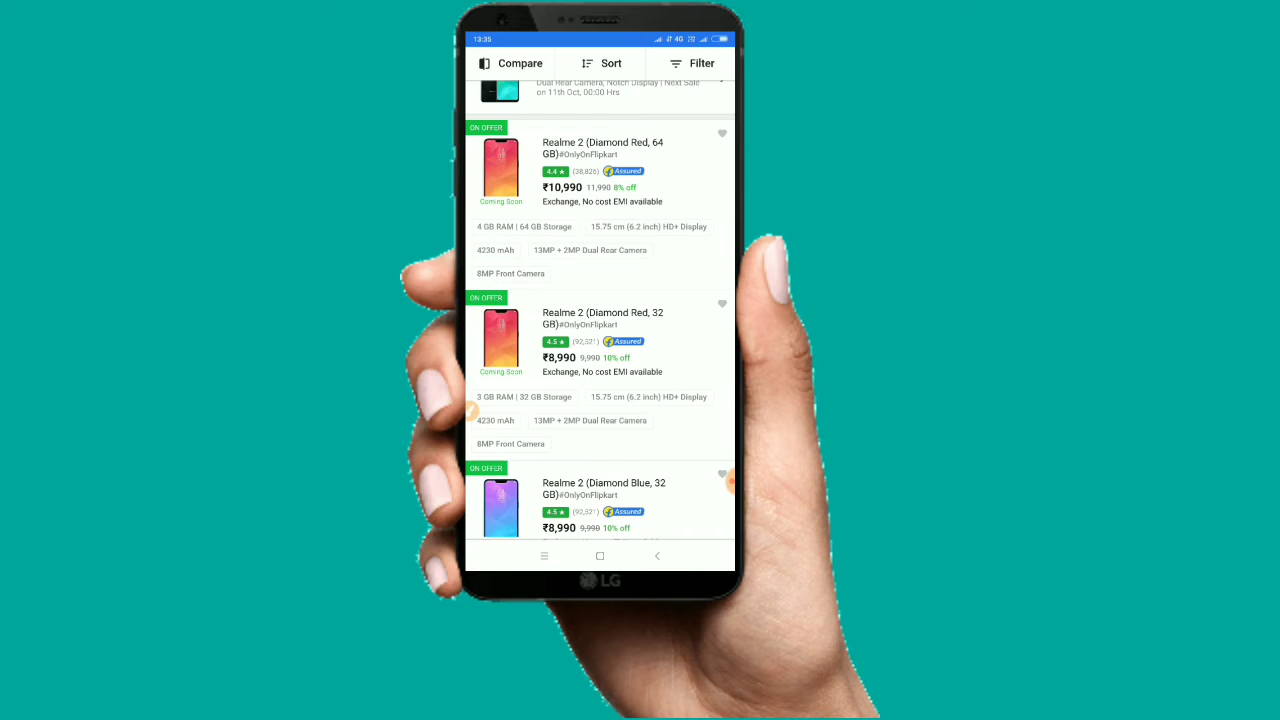 13:35
4G
Compare
Sort
Filter
Dual Rear Camera, Notch Display | Next Sale
on 11th Oct, 00:00 Hrs
ON OFFER
Realme 2 (Diamond Red, 64
GB)#OnlyOnFlipkart
4.4 ★ (38,826) Assured
₹10,990 11,990 8% off
Coming Soon
Exchange, No cost EMI available
4 GB RAM | 64 GB Storage
15.75 cm (6.2 inch) HD+ Display
4230 mAh
13MP + 2MP Dual Rear Camera
8MP Front Camera
ON OFFER
Realme 2 (Diamond Red, 32
GB)#OnlyOnFlipkart
4.5 ★ (92,521) Assured
₹8,990 9,990 10% off
Coming Soon
Exchange, No cost EMI available
3 GB RAM | 32 GB Storage
15.75 cm (6.2 inch) HD+ Display
4230 mAh
13MP + 2MP Dual Rear Camera
8MP Front Camera
ON OFFER
Realme 2 (Diamond Blue, 32
GB)#OnlyOnFlipkart
4.5 ★ (92,521) Assured
₹8,990 9,990 10% off
LG